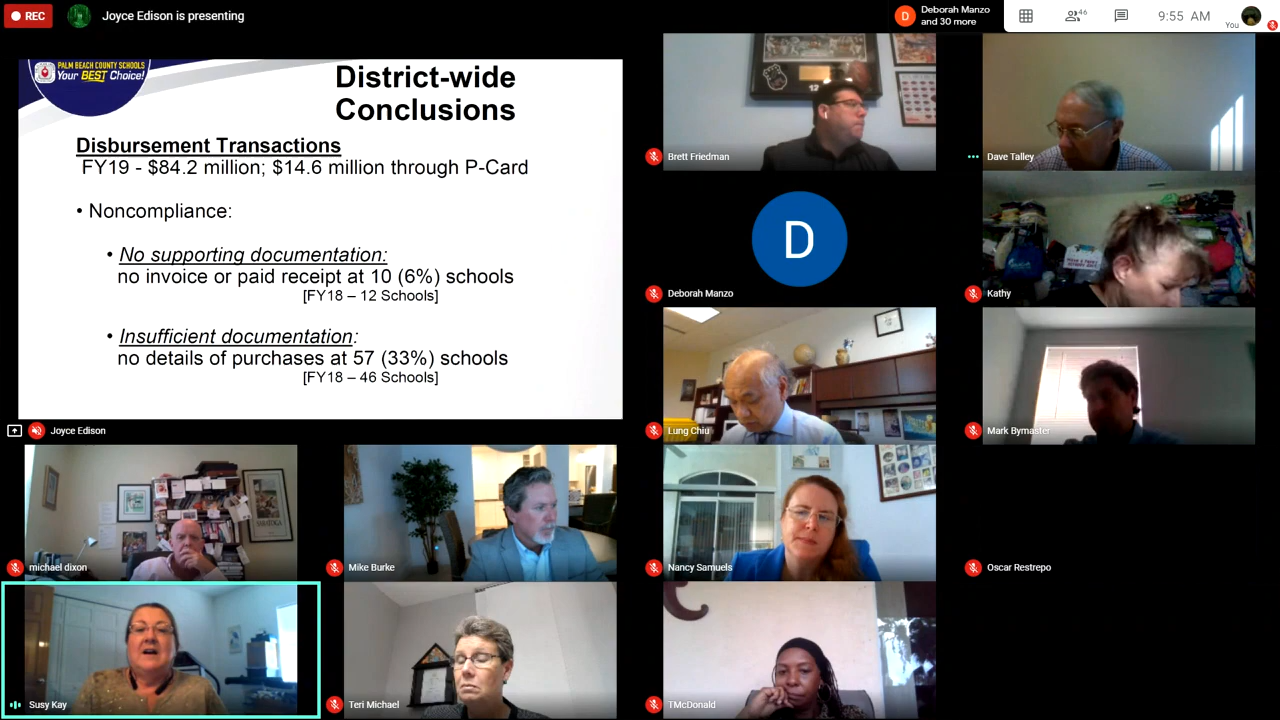 REC
Joyce Edison is presenting
D
Deborah Manzo
and 30 more
46
9:55 AM
You
PALM BEACH COUNTY SCHOOLS
Your BEST Choice!
District-wide
Conclusions
Disbursement Transactions
FY19 - $84.2 million; $14.6 million through P-Card
• Noncompliance:
• No supporting documentation:
no invoice or paid receipt at 10 (6%) schools
[FY18 – 12 Schools]
• Insufficient documentation:
no details of purchases at 57 (33%) schools
[FY18 – 46 Schools]
Joyce Edison
Brett Friedman
Dave Talley
D
Deborah Manzo
Kathy
Lung Chiu
Mark Bymaster
michael dixon
Mike Burke
Nancy Samuels
Oscar Restrepo
Susy Kay
Teri Michael
TMcDonald